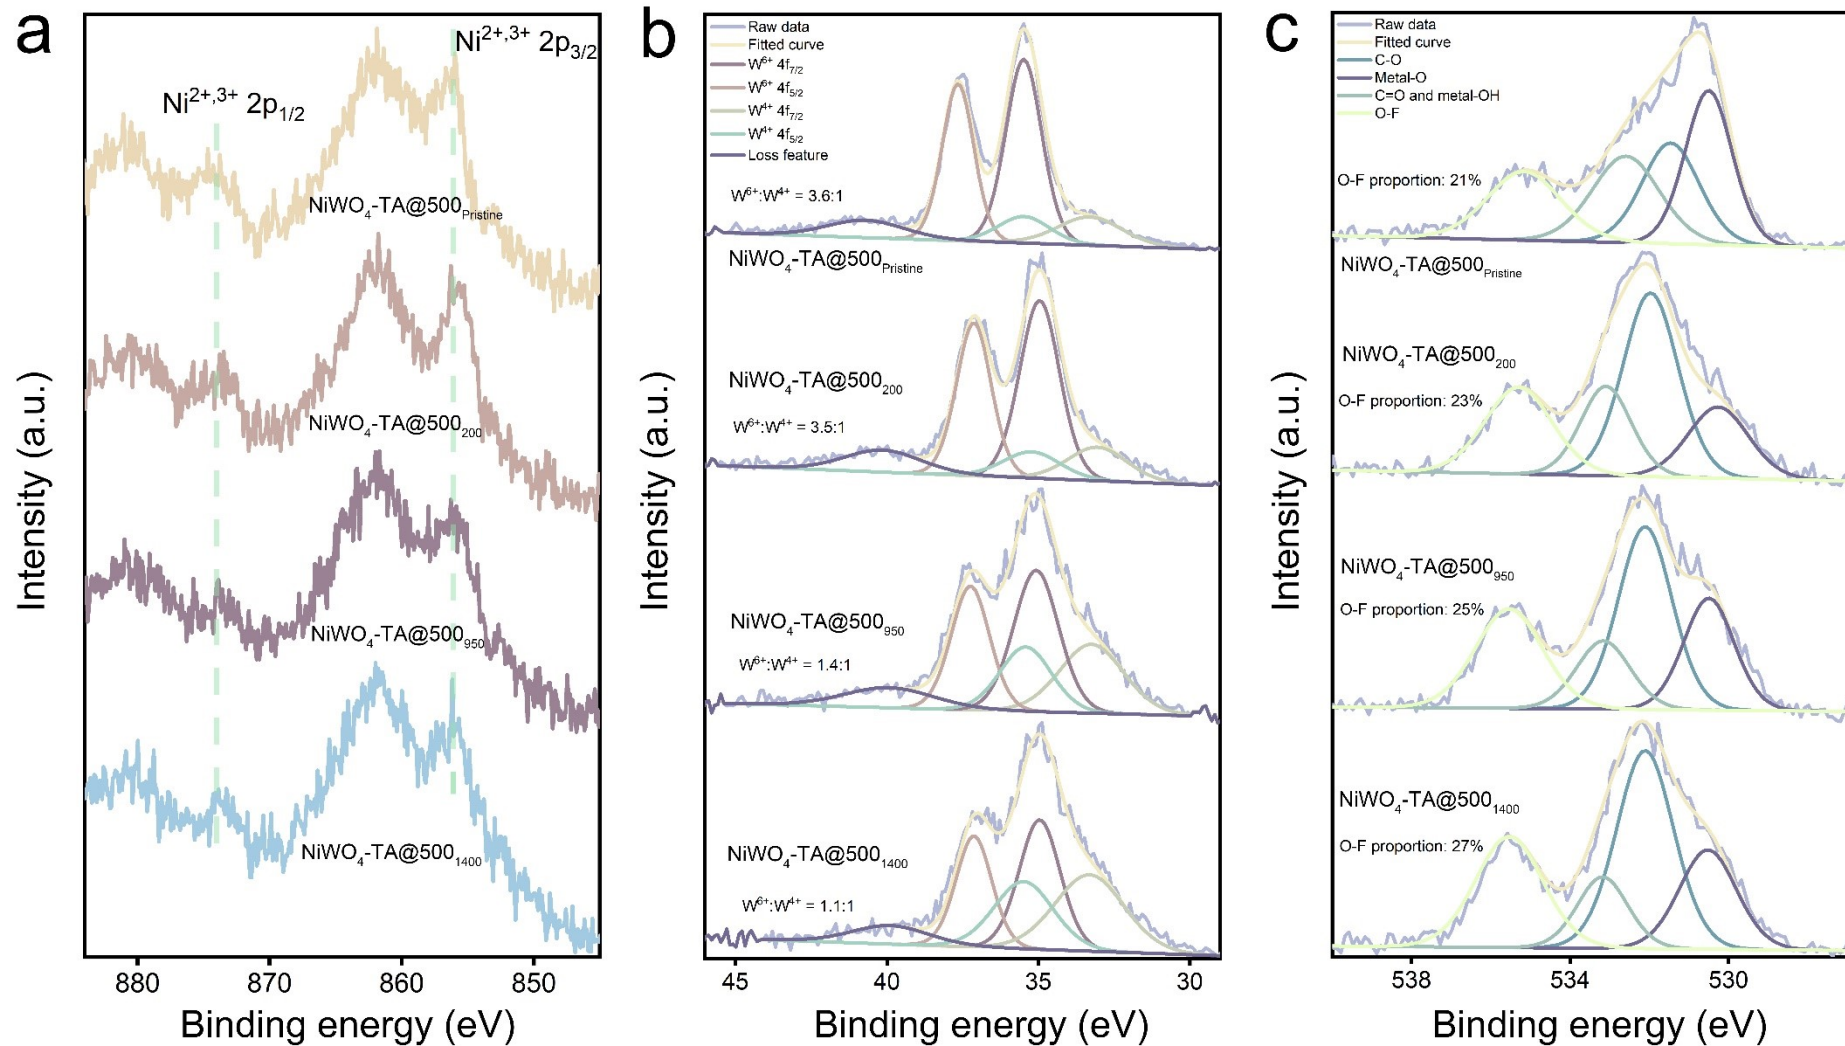 a
Ni2+,3+ 2p3/2
Ni2+,3+ 2p1/2
NiWO4-TA@500Pristine
NiWO4-TA@500200
NiWO4-TA@500950
NiWO4-TA@5001400
Intensity (a.u.)
880 870 860 850
Binding energy (eV)
b
Raw data
Fitted curve
W6+ 4f7/2
W6+ 4f5/2
W4+ 4f7/2
W4+ 4f5/2
Loss feature
W6+:W4+ = 3.6:1
NiWO4-TA@500Pristine
NiWO4-TA@500200
W6+:W4+ = 3.5:1
NiWO4-TA@500950
W6+:W4+ = 1.4:1
NiWO4-TA@5001400
W6+:W4+ = 1.1:1
Intensity (a.u.)
45 40 35 30
Binding energy (eV)
c
Raw data
Fitted curve
C-O
Metal-O
C=O and metal-OH
O-F
O-F proportion: 21%
NiWO4-TA@500Pristine
NiWO4-TA@500200
O-F proportion: 23%
NiWO4-TA@500950
O-F proportion: 25%
NiWO4-TA@5001400
O-F proportion: 27%
Intensity (a.u.)
538 534 530
Binding energy (eV)